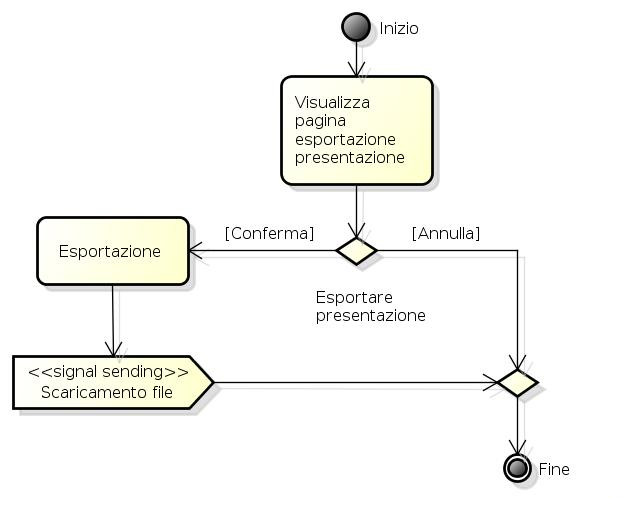 Inizio
Visualizza
pagina
esportazione
presentazione
[Conferma]
[Annulla]
Esportazione
Esportare
presentazione
<<signal sending>>
Scaricamento file
Fine